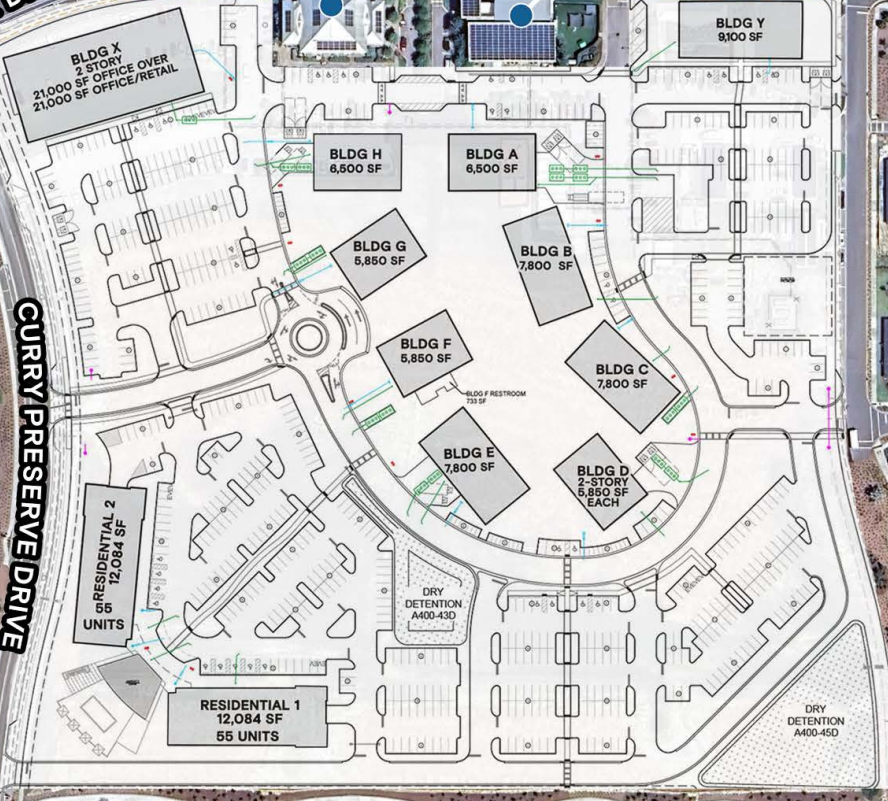 BLDG X
2 STORY
21,000 SF OFFICE OVER
21,000 SF OFFICE/RETAIL
BLDG Y
9,100 SF
BLDG H
6,500 SF
BLDG A
6,500 SF
BLDG G
5,850 SF
BLDG B
7,800 SF
BLDG F
5,850 SF
BLDG F RESTROOM
733 SF
BLDG C
7,800 SF
BLDG E
7,800 SF
BLDG D
2-STORY
5,850 SF
EACH
CURRY PRESERVE DRIVE
RESIDENTIAL 2
12,084 SF
55
UNITS
DRY
DETENTION
A400-43D
RESIDENTIAL 1
12,084 SF
55 UNITS
DRY
DETENTION
A400-45D